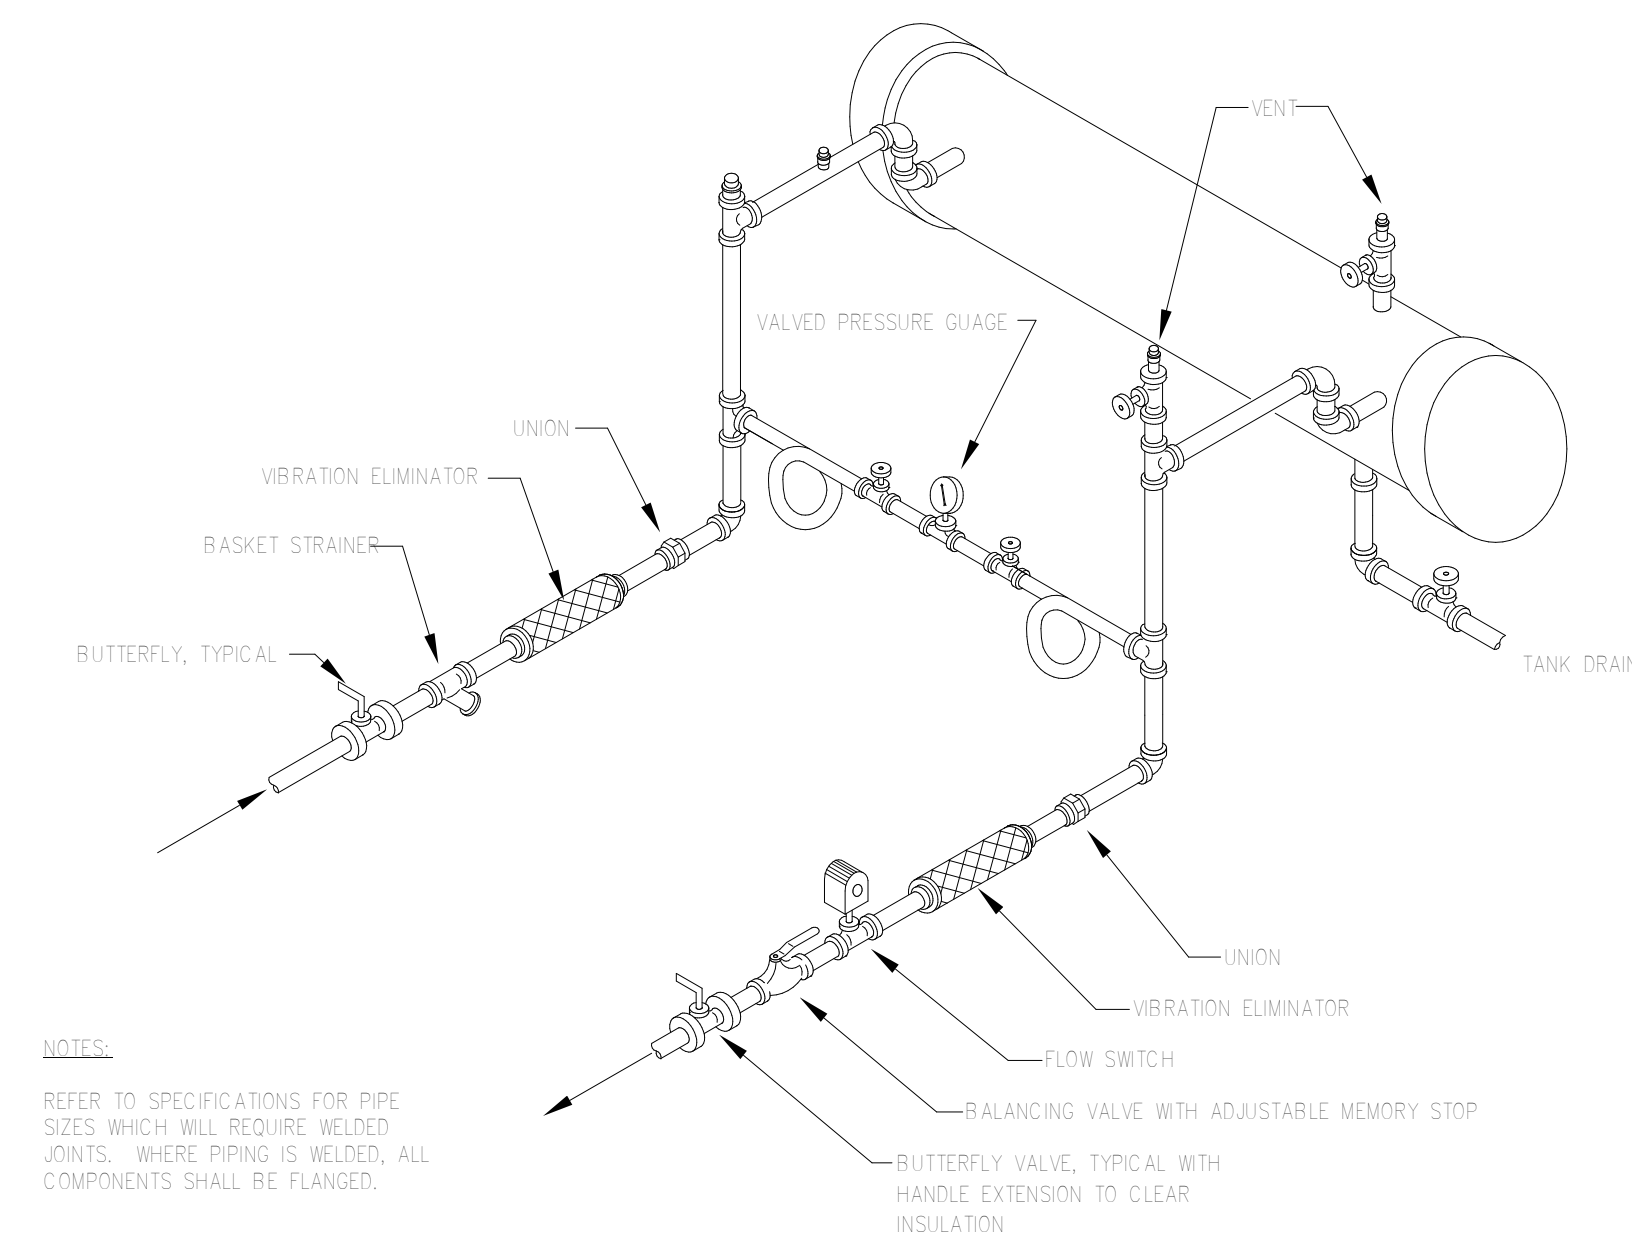 VENT
VALVED PRESSURE GUAGE
UNION
VIBRATION ELIMINATOR
BASKET STRAINER
BUTTERFLY, TYPICAL
TANK DRAIN
UNION
VIBRATION ELIMINATOR
FLOW SWITCH
BALANCING VALVE WITH ADJUSTABLE MEMORY STOP
BUTTERFLY VALVE, TYPICAL WITH
HANDLE EXTENSION TO CLEAR
INSULATION
NOTES:
REFER TO SPECIFICATIONS FOR PIPE
SIZES WHICH WILL REQUIRE WELDED
JOINTS. WHERE PIPING IS WELDED, ALL
COMPONENTS SHALL BE FLANGED.